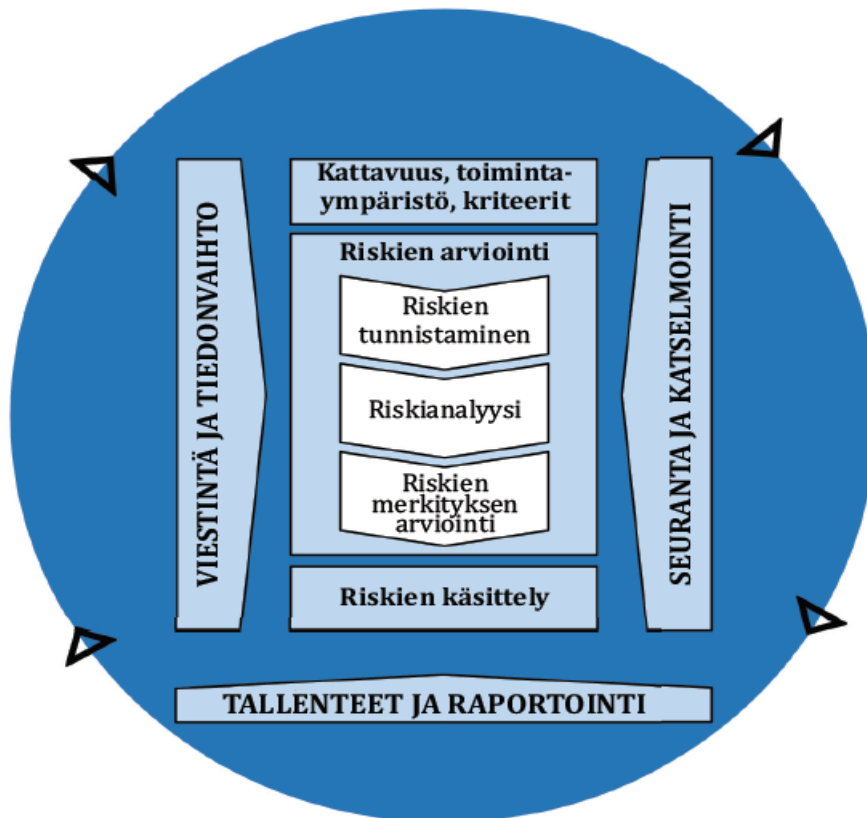 VIESTINTÄ JA TIEDONVAIHTO
Kattavuus, toiminta-
ympäristö, kriteerit
Riskien arviointi
Riskien
tunnistaminen
Riskianalyysi
Riskien
merkityksen
arviointi
Riskien käsittely
SEURANTA JA KATSELMOINTI
TALLENTEET JA RAPORTOINTI